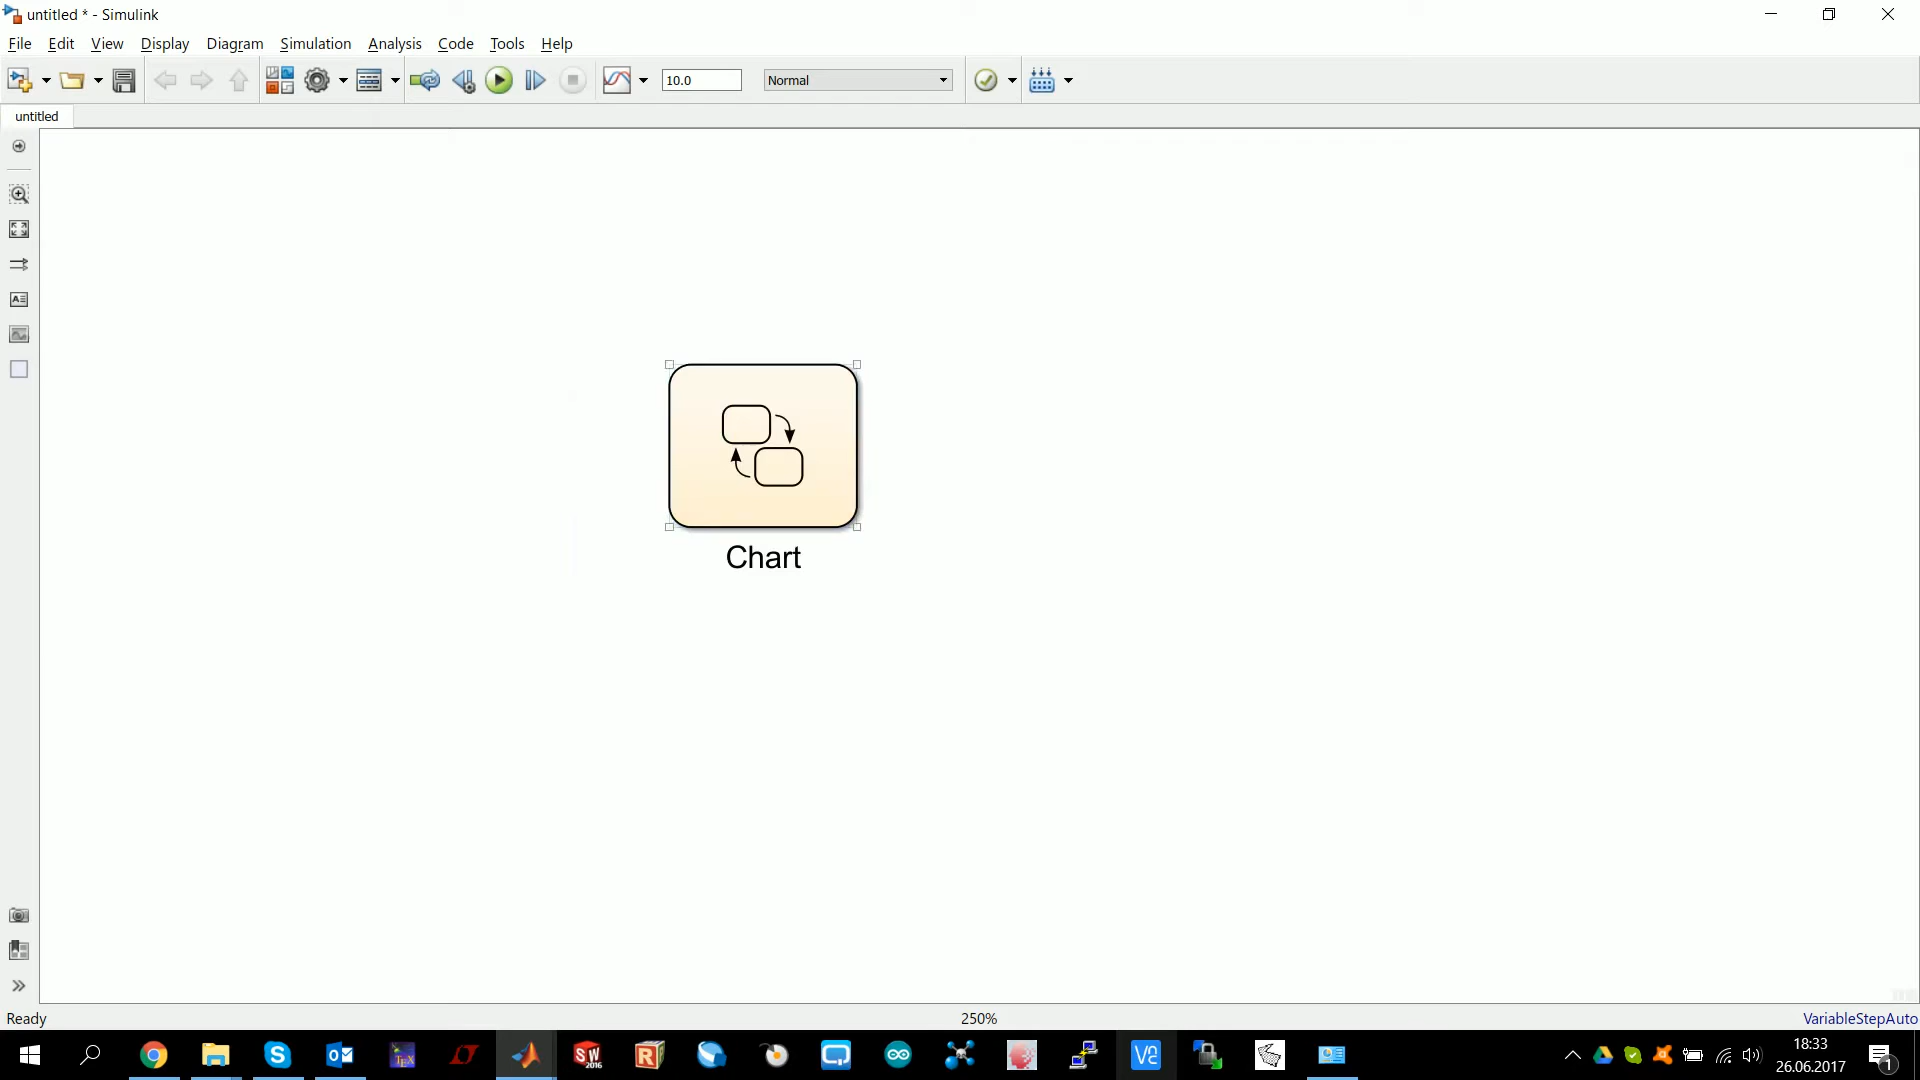 untitled * - Simulink
File Edit View Display Diagram Simulation Analysis Code Tools Help
10.0 Normal
untitled
Chart
Ready 250% VariableStepAuto
18:33
26.06.2017
1